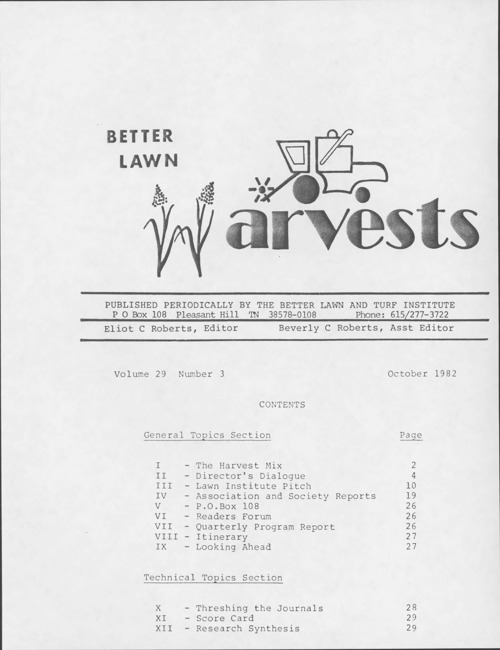 BETTER
LAWN
Harvests
PUBLISHED PERIODICALLY BY THE BETTER LAWN AND TURF INSTITUTE
P O Box 108 Pleasant Hill TN 38578-0108 Phone: 615/277-3722
Eliot C Roberts, Editor Beverly C Roberts, Asst Editor
Volume 29 Number 3 October 1982
CONTENTS
General Topics Section Page
I - The Harvest Mix 2
II - Director's Dialogue 4
III - Lawn Institute Pitch 10
IV - Association and Society Reports 19
V - P.O.Box 108 26
VI - Readers Forum 26
VII - Quarterly Program Report 26
VIII - Itinerary 27
IX - Looking Ahead 27
Technical Topics Section
X - Threshing the Journals 28
XI - Score Card 29
XII - Research Synthesis 29